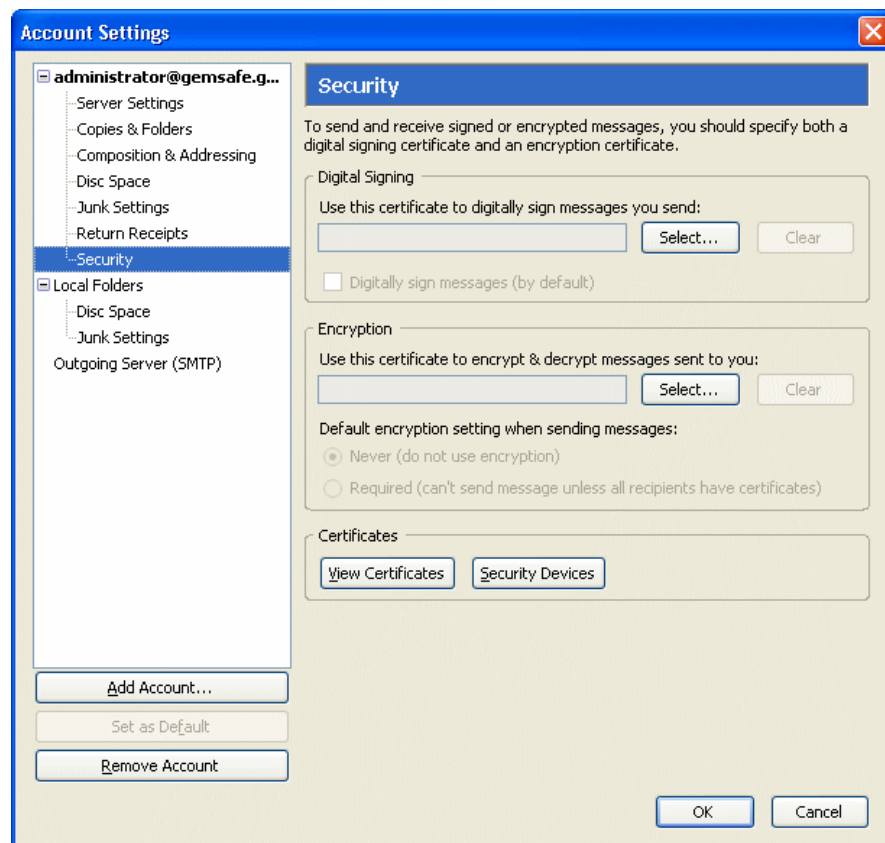 Account Settings
administrator@gemsafe.g...
Server Settings
Copies & Folders
Composition & Addressing
Disc Space
Junk Settings
Return Receipts
Security
Local Folders
Disc Space
Junk Settings
Outgoing Server (SMTP)
Add Account...
Set as Default
Remove Account
Security
To send and receive signed or encrypted messages, you should specify both a
digital signing certificate and an encryption certificate.
Digital Signing
Use this certificate to digitally sign messages you send:
Select... Clear
Digitally sign messages (by default)
Encryption
Use this certificate to encrypt & decrypt messages sent to you:
Select... Clear
Default encryption setting when sending messages:
Never (do not use encryption)
Required (can't send message unless all recipients have certificates)
Certificates
View Certificates Security Devices
OK Cancel